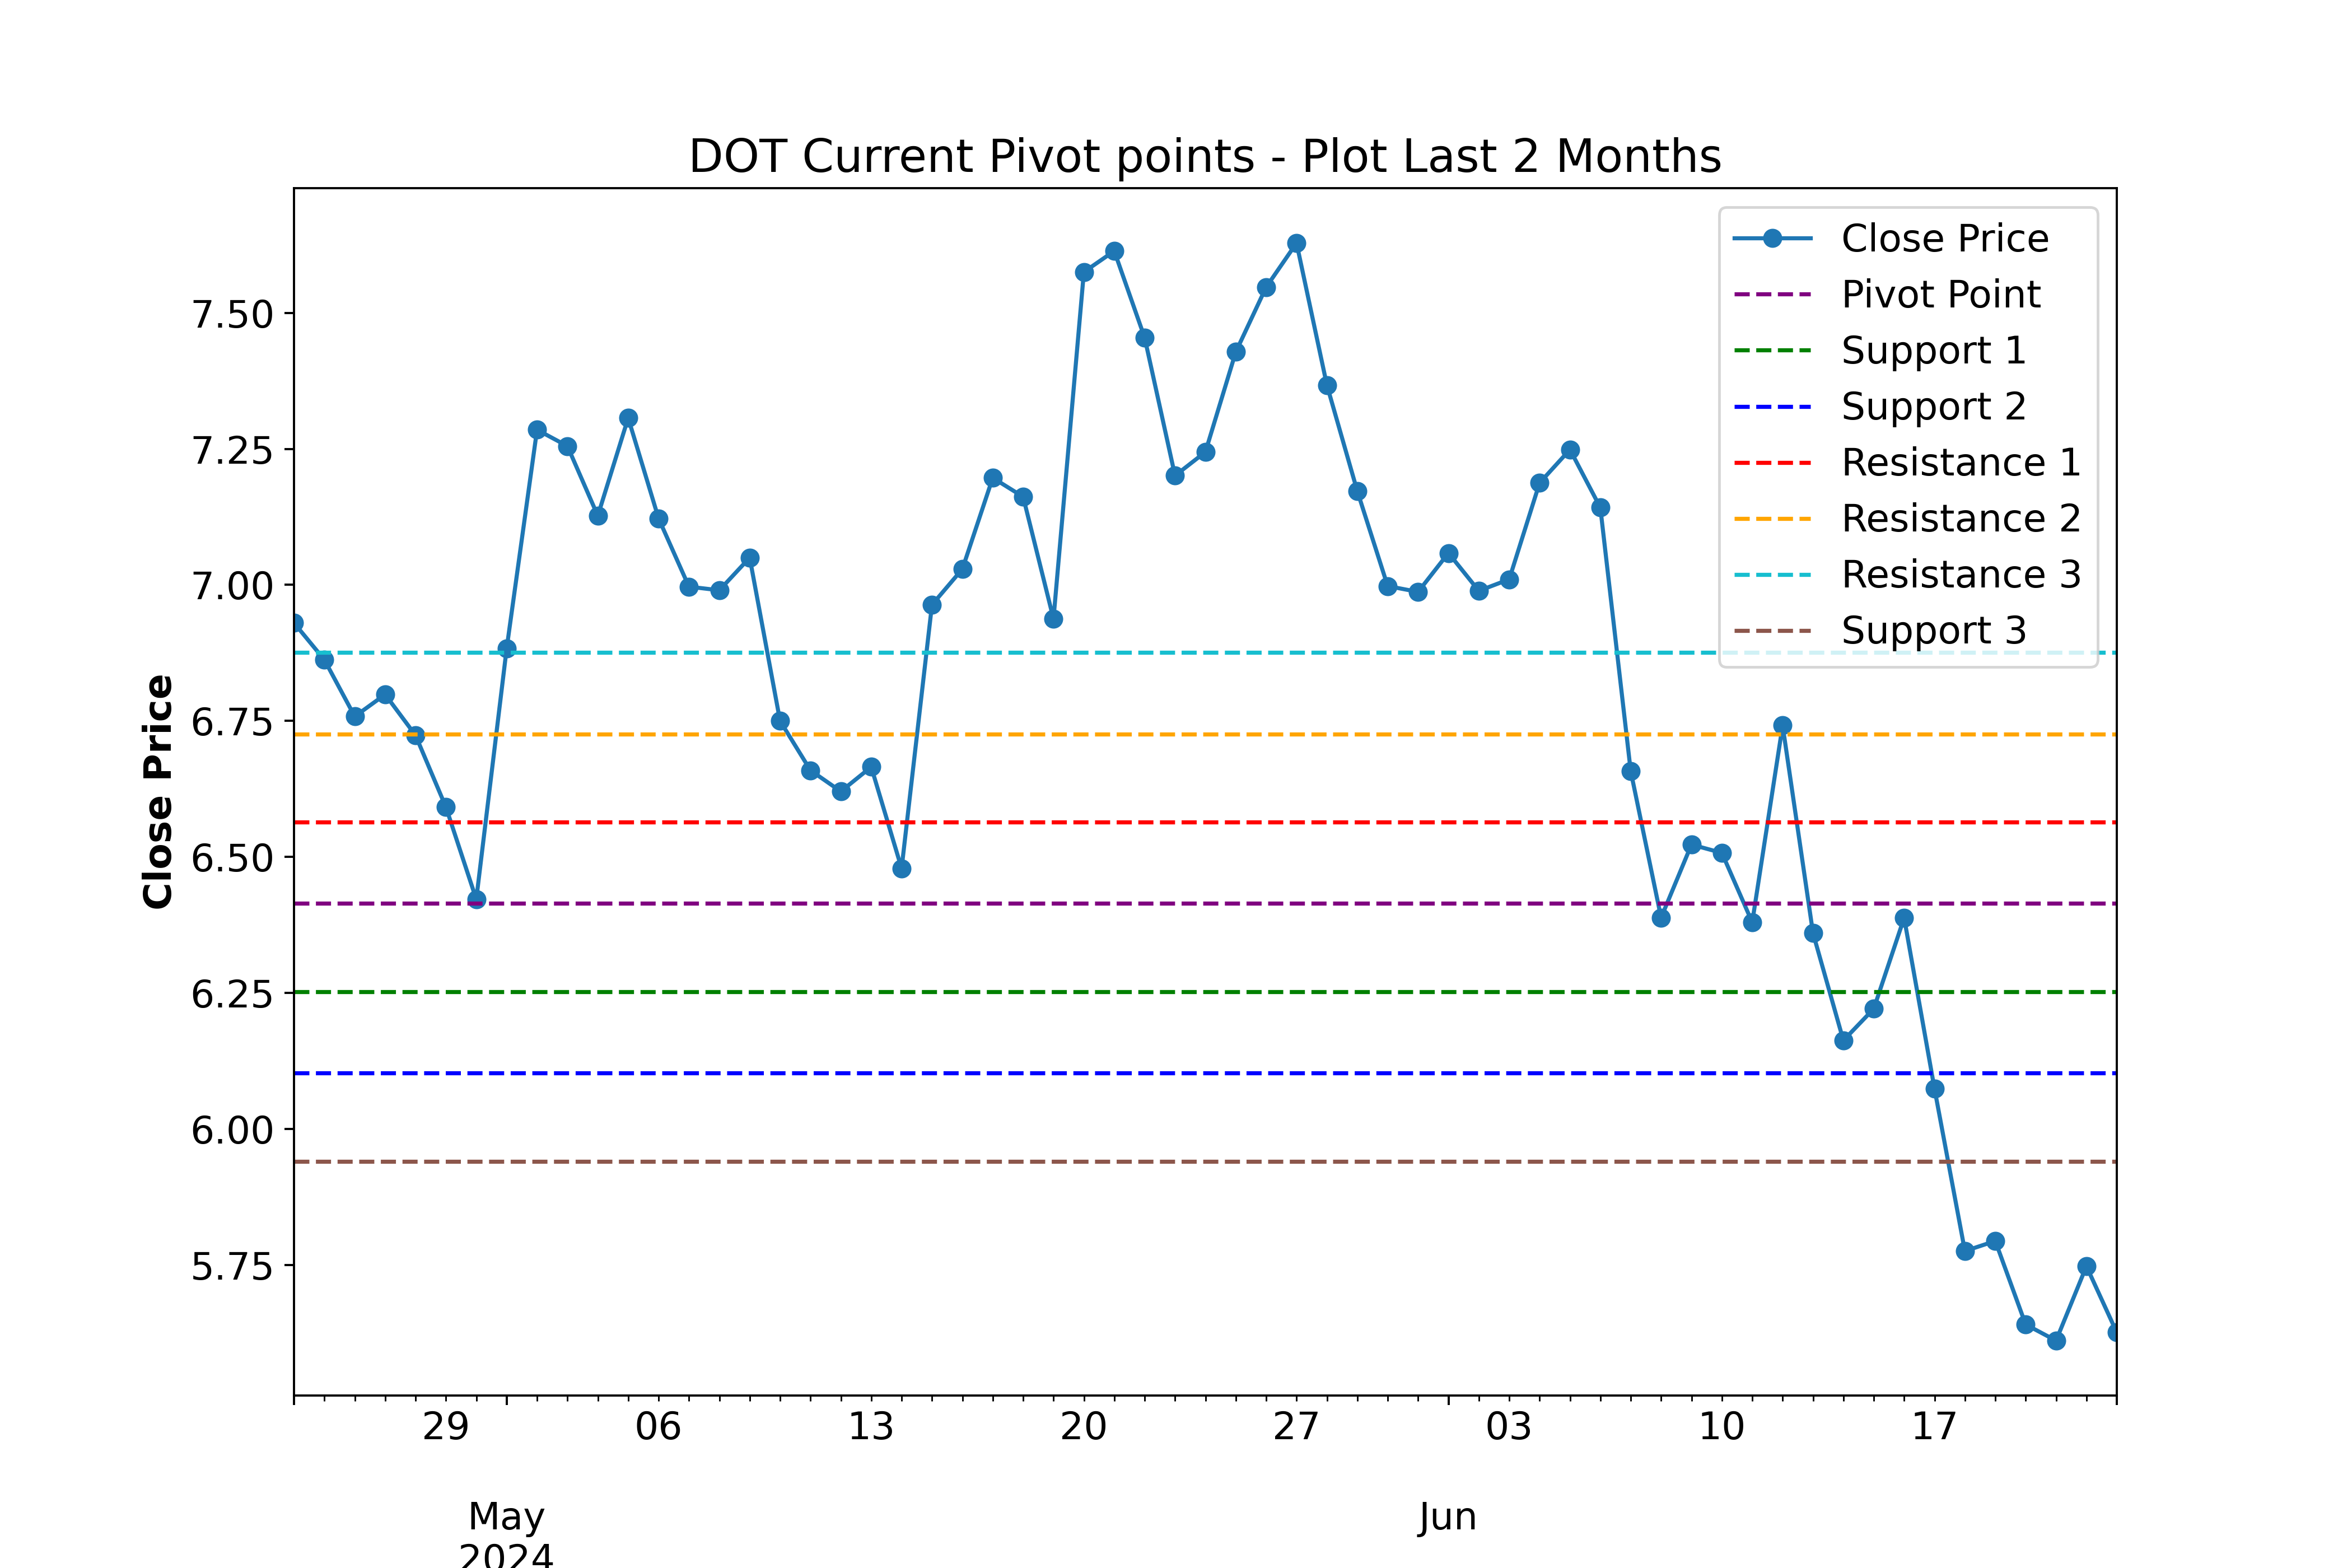 DOT Current Pivot points - Plot Last 2 Months
Close Price
Pivot Point
Support 1
Support 2
Resistance 1
Resistance 2
Resistance 3
Support 3
7.50
7.25
7.00
6.75
6.50
6.25
6.00
5.75
Close Price
29 06 13 20 27 03 10 17
May Jun
2024